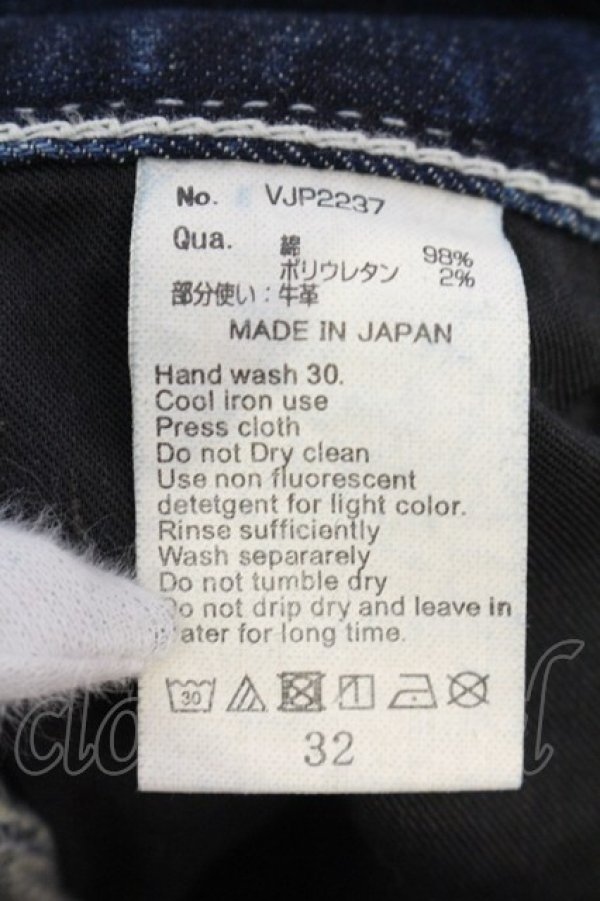 No. VJP2237
Qua. 綿 98%
ポリウレタン 2%
部分使い：牛革
MADE IN JAPAN
Hand wash 30.
Cool iron use
Press cloth
Do not Dry clean
Use non fluorescent
detetgent for light color.
Rinse sufficiently
Wash separarely
Do not tumble dry
Do not drip dry and leave in
water for long time.
30
32